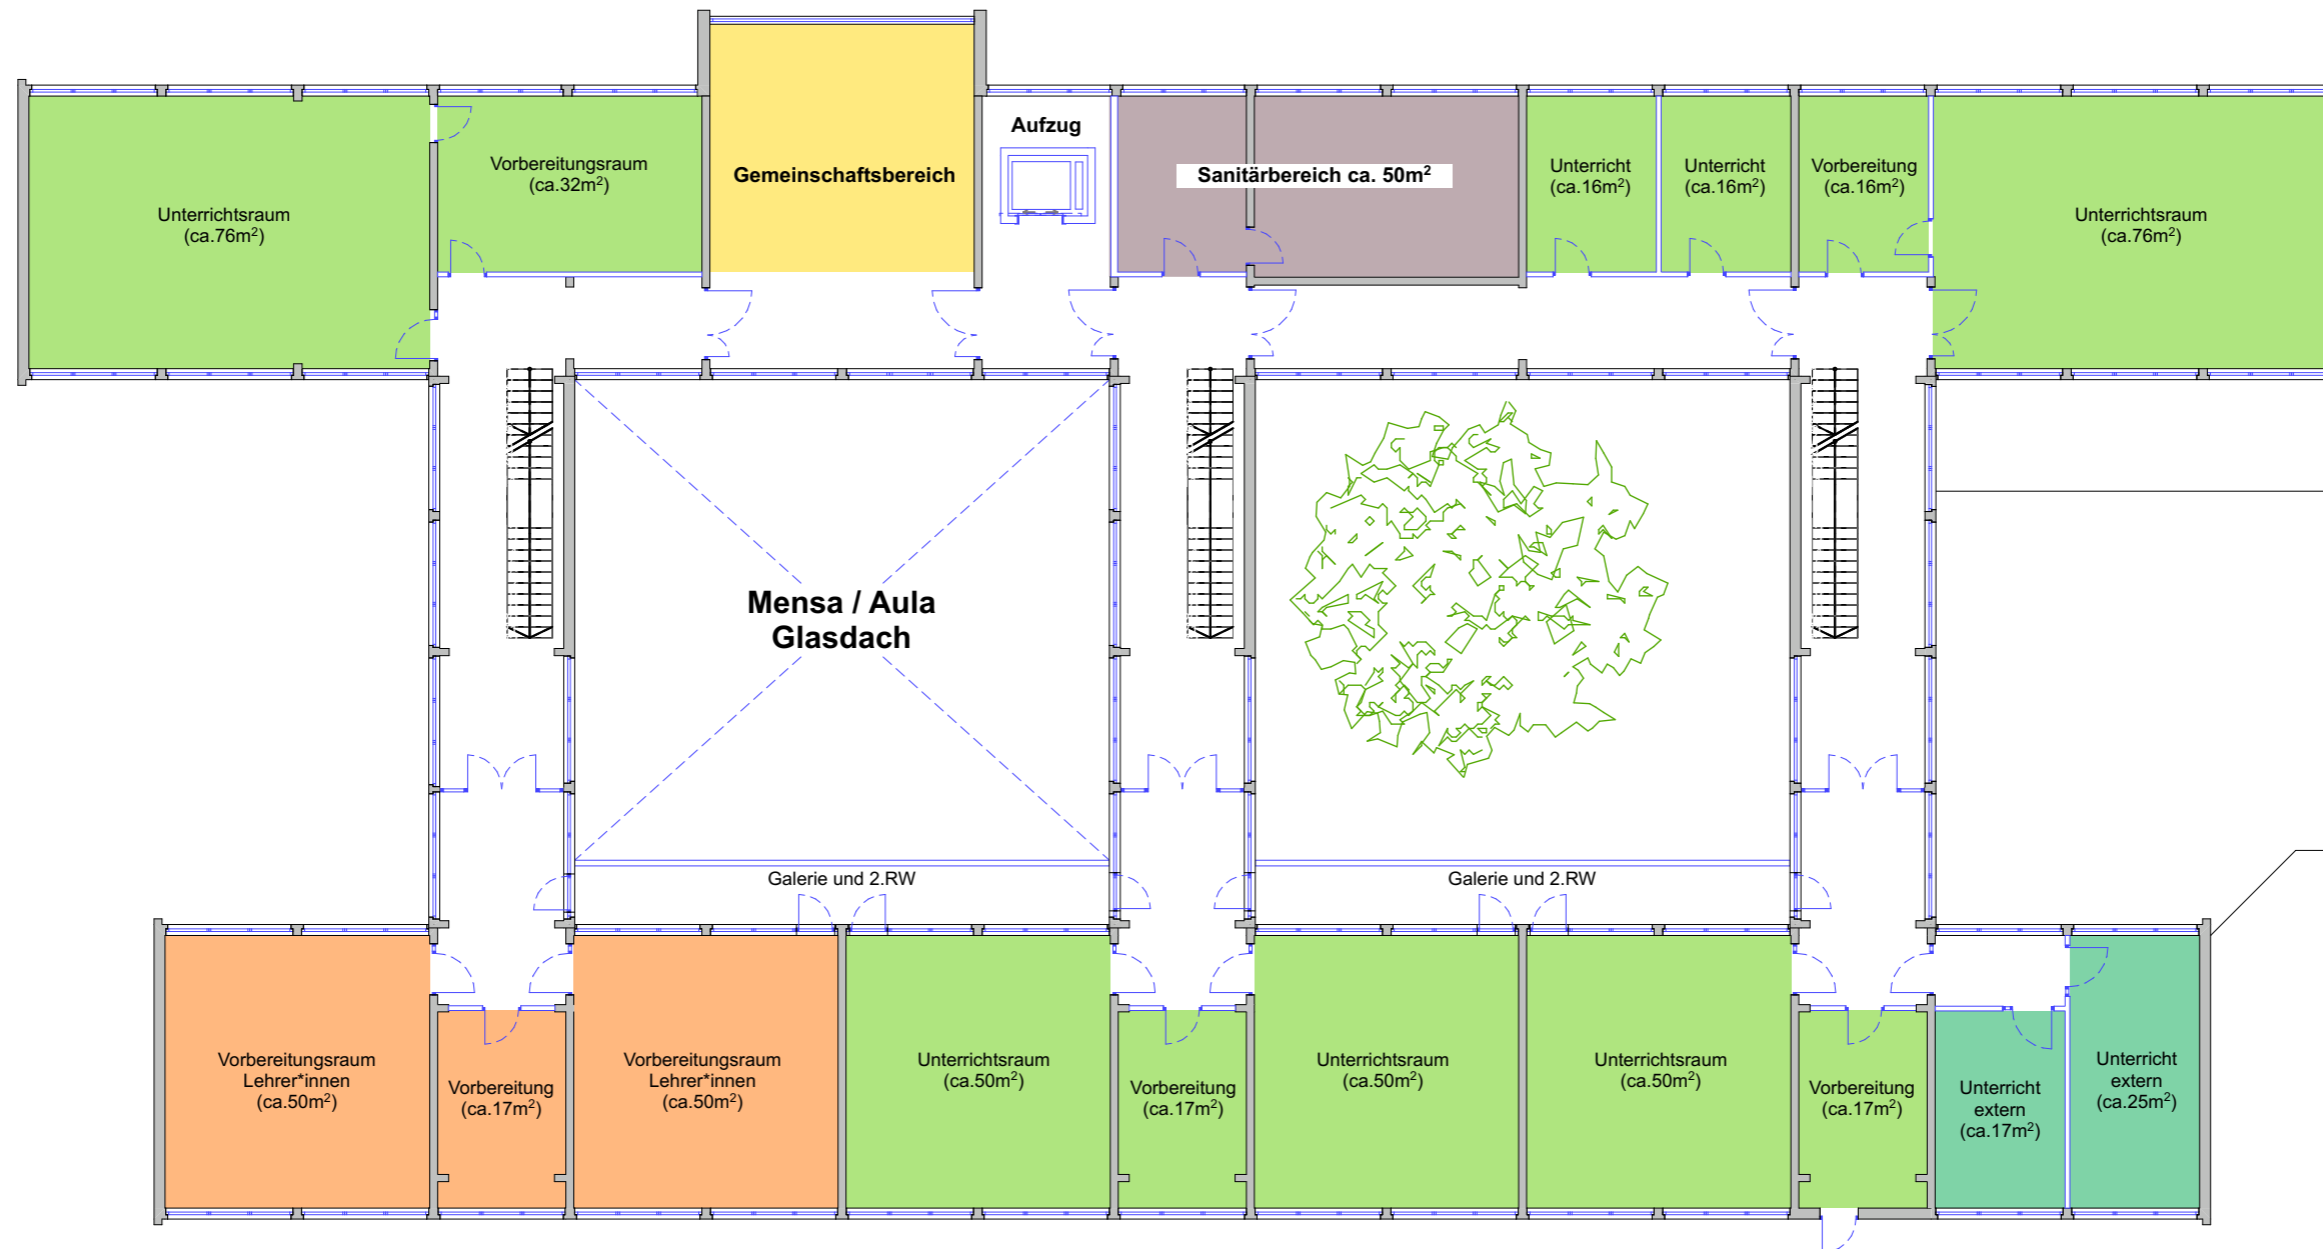 Aufzug
Vorbereitungsraum
(ca.32m²)
Gemeinschaftsbereich
Sanitärbereich ca. 50m²
Unterricht
(ca.16m²)
Unterricht
(ca.16m²)
Vorbereitung
(ca.16m²)
Unterrichtsraum
(ca.76m²)
Unterrichtsraum
(ca.76m²)
Mensa / Aula
Glasdach
Galerie und 2.RW
Galerie und 2.RW
Vorbereitungsraum
Lehrer*innen
(ca.50m²)
Vorbereitung
(ca.17m²)
Vorbereitungsraum
Lehrer*innen
(ca.50m²)
Unterrichtsraum
(ca.50m²)
Vorbereitung
(ca.17m²)
Unterrichtsraum
(ca.50m²)
Unterrichtsraum
(ca.50m²)
Vorbereitung
(ca.17m²)
Unterricht
extern
(ca.17m²)
Unterricht
extern
(ca.25m²)